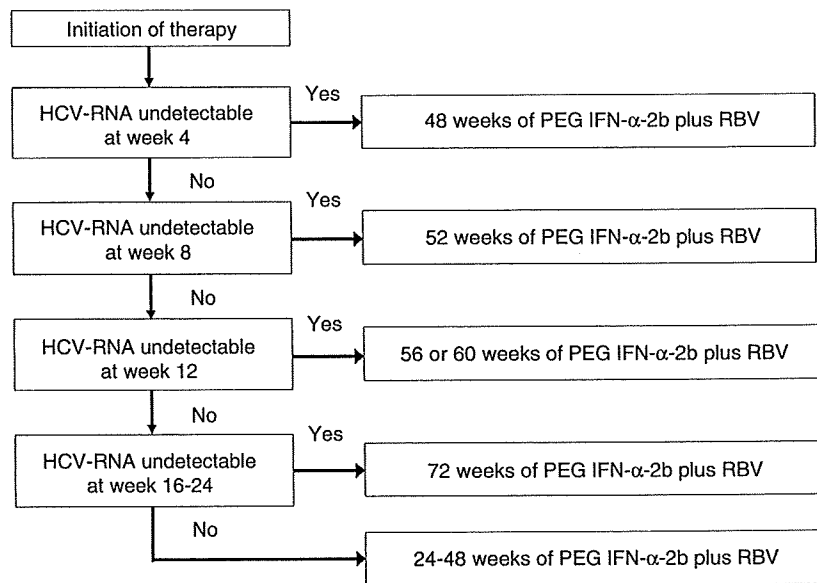 Initiation of therapy
HCV-RNA undetectable
at week 4
Yes
48 weeks of PEG IFN-α-2b plus RBV
No
HCV-RNA undetectable
at week 8
Yes
52 weeks of PEG IFN-α-2b plus RBV
No
HCV-RNA undetectable
at week 12
Yes
56 or 60 weeks of PEG IFN-α-2b plus RBV
No
HCV-RNA undetectable
at week 16-24
Yes
72 weeks of PEG IFN-α-2b plus RBV
No
24-48 weeks of PEG IFN-α-2b plus RBV